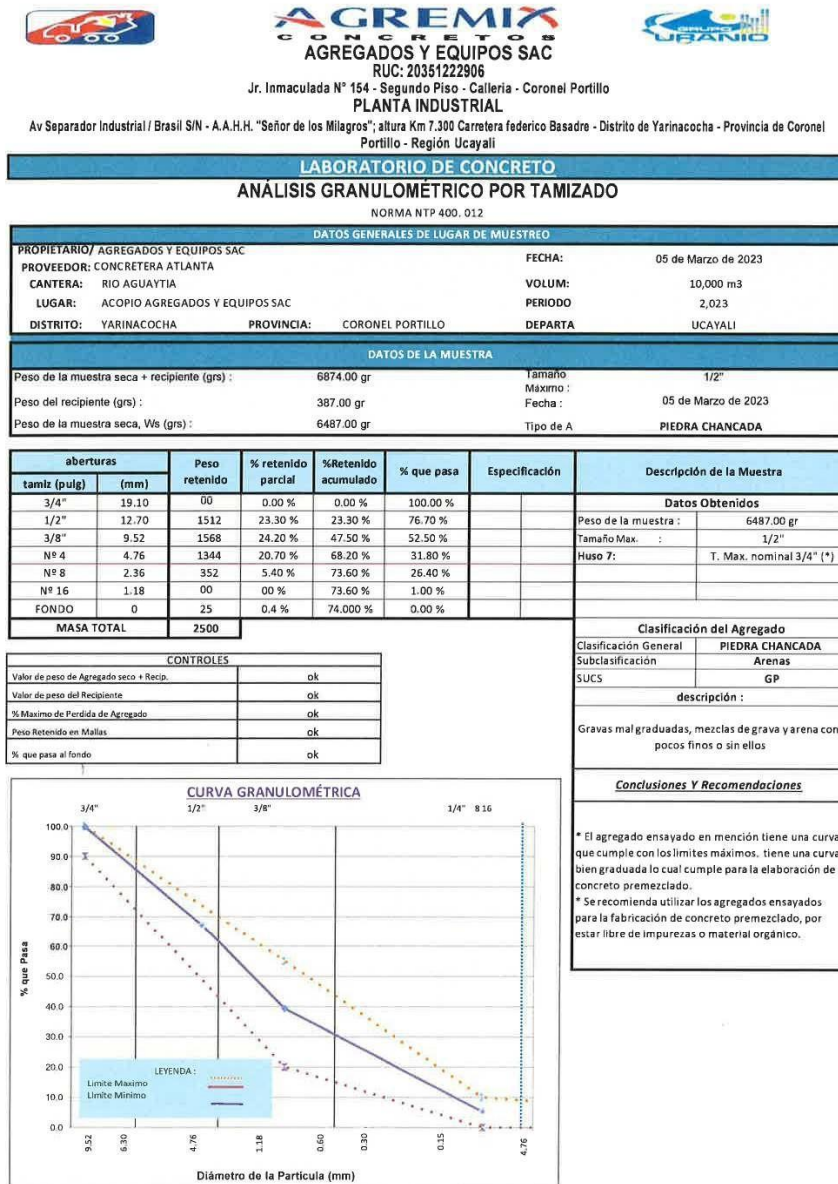 AGREMIX
CONCRETOS
GRUPO URANIO
AGREGADOS Y EQUIPOS SAC
RUC: 20351222906
Jr. Inmaculada N° 154 - Segundo Piso - Calleria - Coronel Portillo
PLANTA INDUSTRIAL
Av Separador Industrial / Brasil S/N - A.A.H.H. "Señor de los Milagros"; altura Km 7.300 Carretera federico Basadre - Distrito de Yarinacocha - Provincia de Coronel
Portillo - Región Ucayali
LABORATORIO DE CONCRETO
ANÁLISIS GRANULOMÉTRICO POR TAMIZADO
NORMA NTP 400. 012
DATOS GENERALES DE LUGAR DE MUESTREO
PROPIETARIO/ AGREGADOS Y EQUIPOS SAC
PROVEEDOR: CONCRETERA ATLANTA
FECHA: 05 de Marzo de 2023
CANTERA: RIO AGUAYTIA VOLUM: 10,000 m3
LUGAR: ACOPIO AGREGADOS Y EQUIPOS SAC PERIODO 2,023
DISTRITO: YARINACOCHA PROVINCIA: CORONEL PORTILLO DEPARTA UCAYALI
DATOS DE LA MUESTRA
Peso de la muestra seca + recipiente (grs) : 6874.00 gr Tamaño Máximo : 1/2"
Peso del recipiente (grs) : 387.00 gr Fecha : 05 de Marzo de 2023
Peso de la muestra seca, Ws (grs) : 6487.00 gr Tipo de A PIEDRA CHANCADA
aberturas Peso retenido % retenido parcial %Retenido acumulado % que pasa Especificación Descripción de la Muestra
tamiz (pulg) (mm)
3/4" 19.10 00 0.00 % 0.00 % 100.00 % Datos Obtenidos
1/2" 12.70 1512 23.30 % 23.30 % 76.70 % Peso de la muestra : 6487.00 gr
3/8" 9.52 1568 24.20 % 47.50 % 52.50 % Tamaño Max. : 1/2"
Nº 4 4.76 1344 20.70 % 68.20 % 31.80 % Huso 7: T. Max. nominal 3/4" (*)
Nº 8 2.36 352 5.40 % 73.60 % 26.40 %
Nº 16 1.18 00 00 % 73.60 % 1.00 %
FONDO 0 25 0.4 % 74.000 % 0.00 %
MASA TOTAL 2500
Clasificación del Agregado
Clasificación General PIEDRA CHANCADA
Subclasificación Arenas
SUCS GP
descripción :
Gravas mal graduadas, mezclas de grava y arena con
pocos finos o sin ellos
CONTROLES
Valor de peso de Agregado seco + Recip. ok
Valor de peso del Recipiente ok
% Maximo de Perdida de Agregado ok
Peso Retenido en Mallas ok
% que pasa al fondo ok
Conclusiones Y Recomendaciones
* El agregado ensayado en mención tiene una curva
que cumple con los limites máximos, tiene una curva
bien graduada lo cual cumple para la elaboración de
concreto premezclado.
* Se recomienda utilizar los agregados ensayados
para la fabricación de concreto premezclado, por
estar libre de impurezas o material orgánico.
CURVA GRANULOMÉTRICA
3/4" 1/2" 3/8" 1/4" 8 16
100.0
90.0
80.0
70.0
60.0
50.0
40.0
30.0
20.0
10.0
0.0
% que Pasa
LEYENDA :
Limite Maximo
Limite Minimo
9.52 6.30 4.76 1.18 0.60 0.30 0.15 4.76
Diámetro de la Partícula (mm)